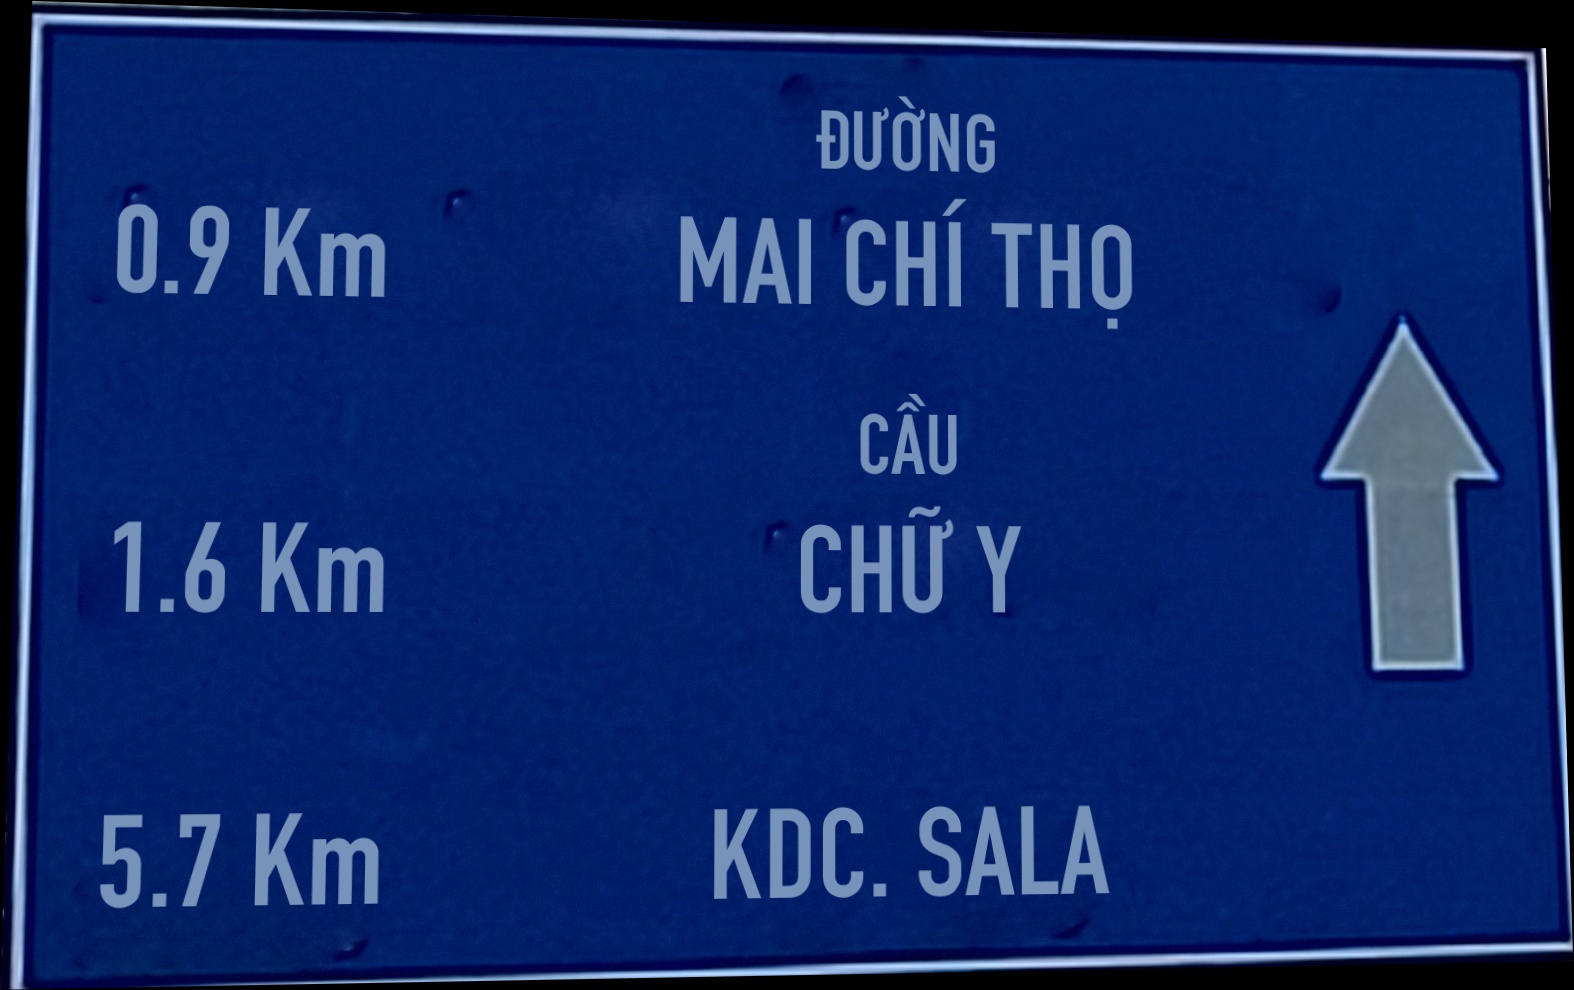 ĐƯỜNG
0.9 Km MAI CHÍ THỌ
CẦU
1.6 Km CHỮ Y
5.7 Km KDC. SALA